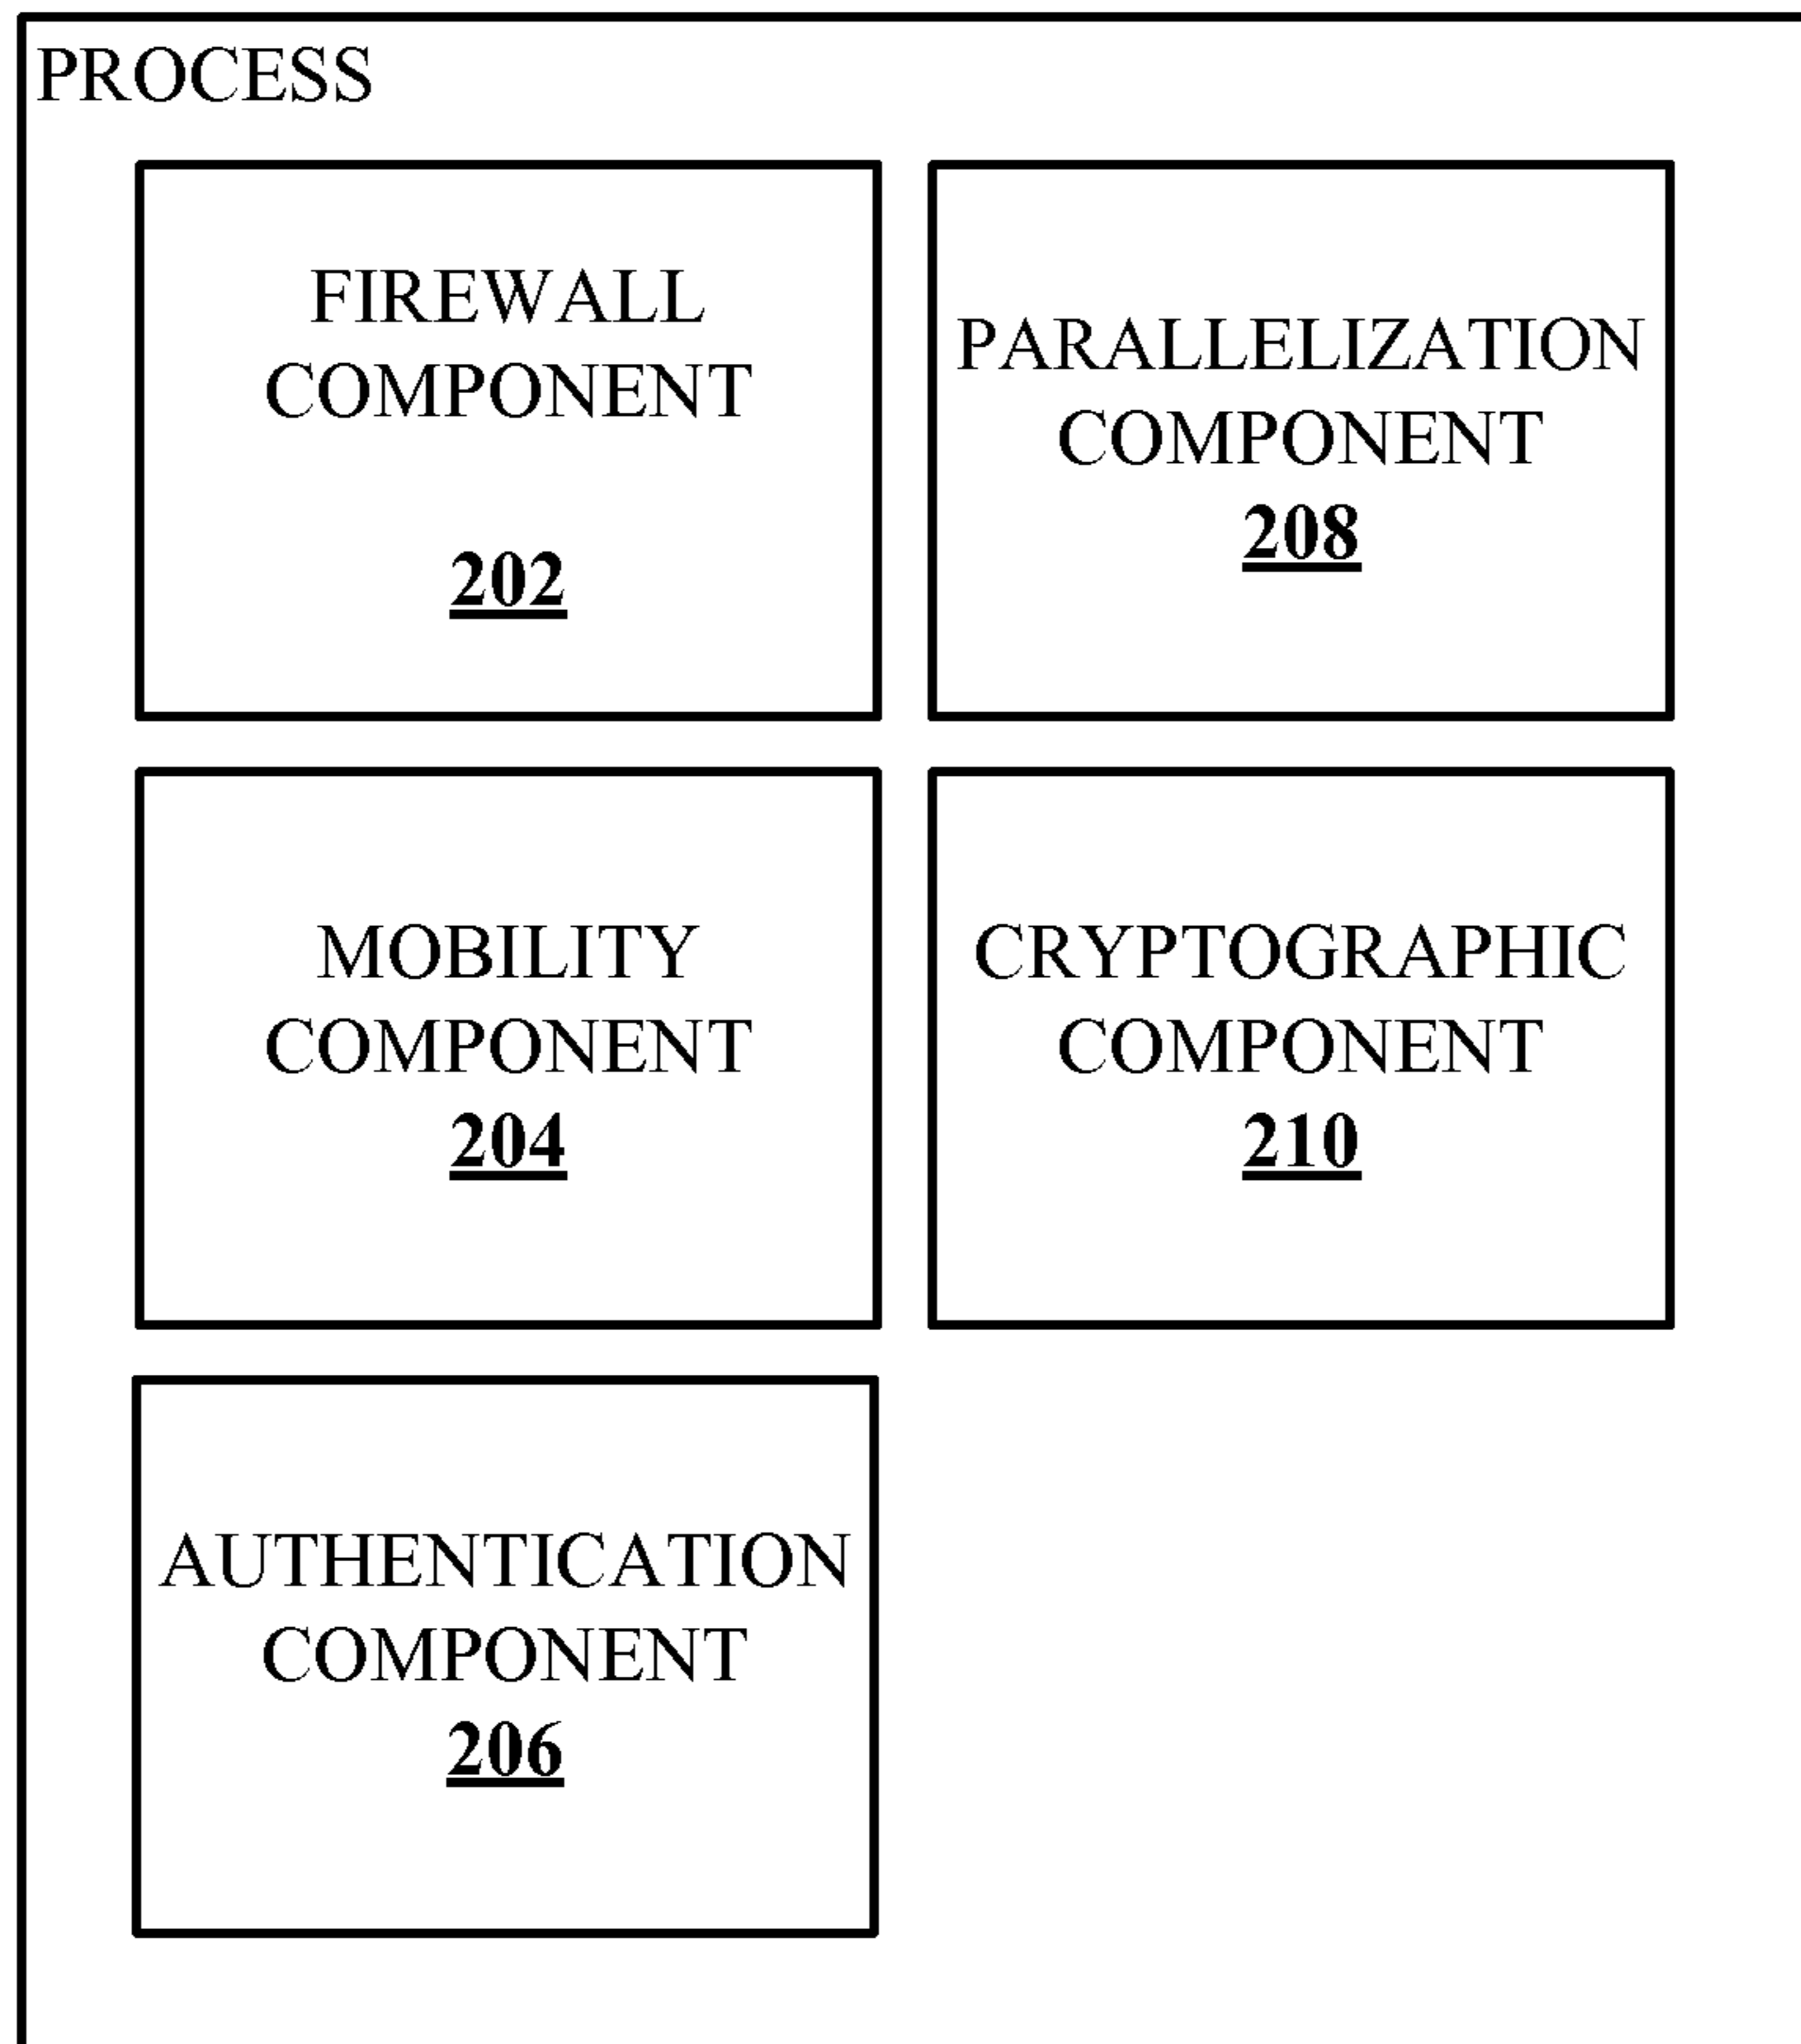 PROCESS
FIREWALL
COMPONENT
202
PARALLELIZATION
COMPONENT
208
MOBILITY
COMPONENT
204
CRYPTOGRAPHIC
COMPONENT
210
AUTHENTICATION
COMPONENT
206